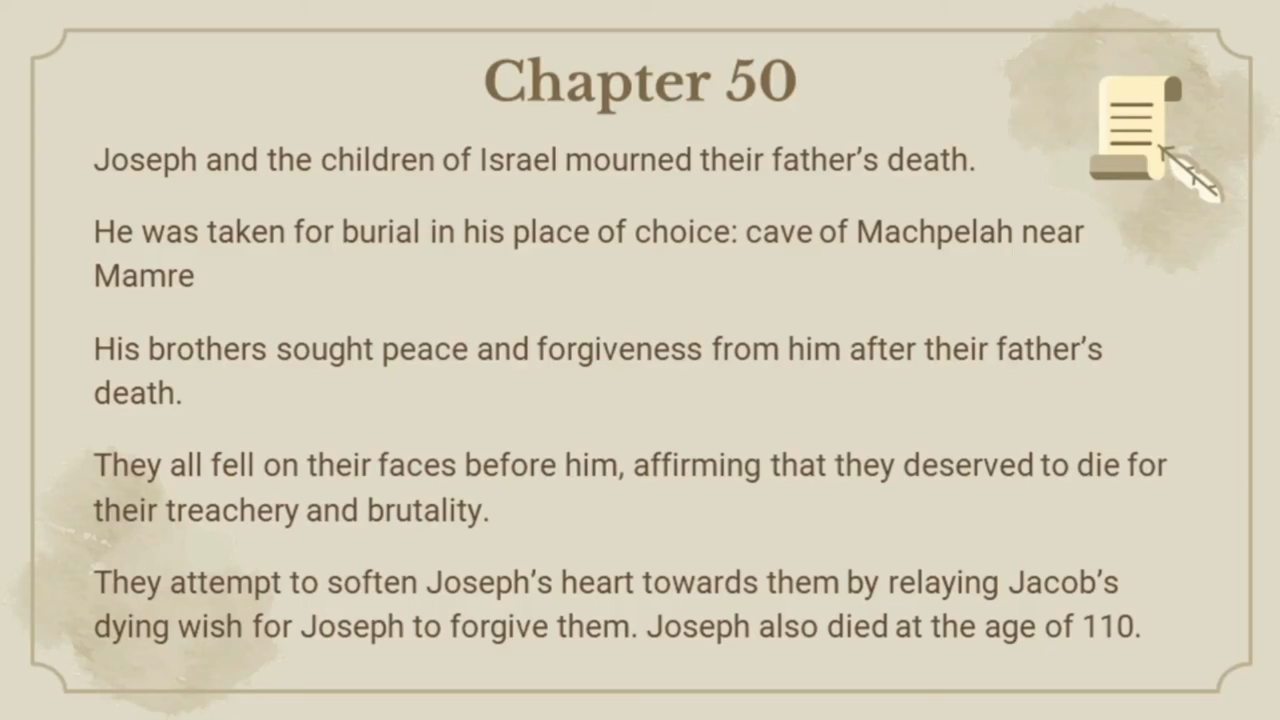 Chapter 50
Joseph and the children of Israel mourned their father’s death.
He was taken for burial in his place of choice: cave of Machpelah near
Mamre
His brothers sought peace and forgiveness from him after their father’s
death.
They all fell on their faces before him, affirming that they deserved to die for
their treachery and brutality.
They attempt to soften Joseph’s heart towards them by relaying Jacob’s
dying wish for Joseph to forgive them. Joseph also died at the age of 110.